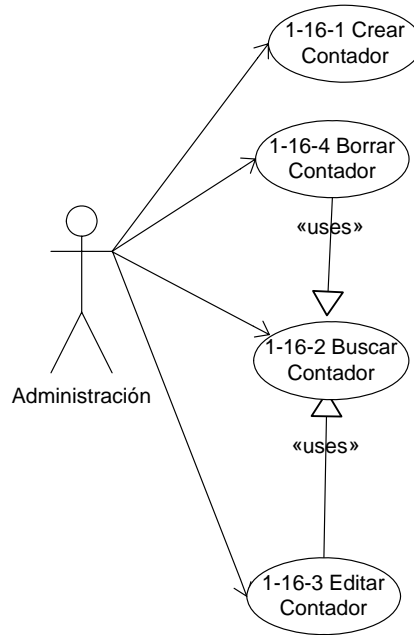 1-16-1 Crear
Contador
1-16-4 Borrar
Contador
«uses»
1-16-2 Buscar
Contador
Administración
«uses»
1-16-3 Editar
Contador